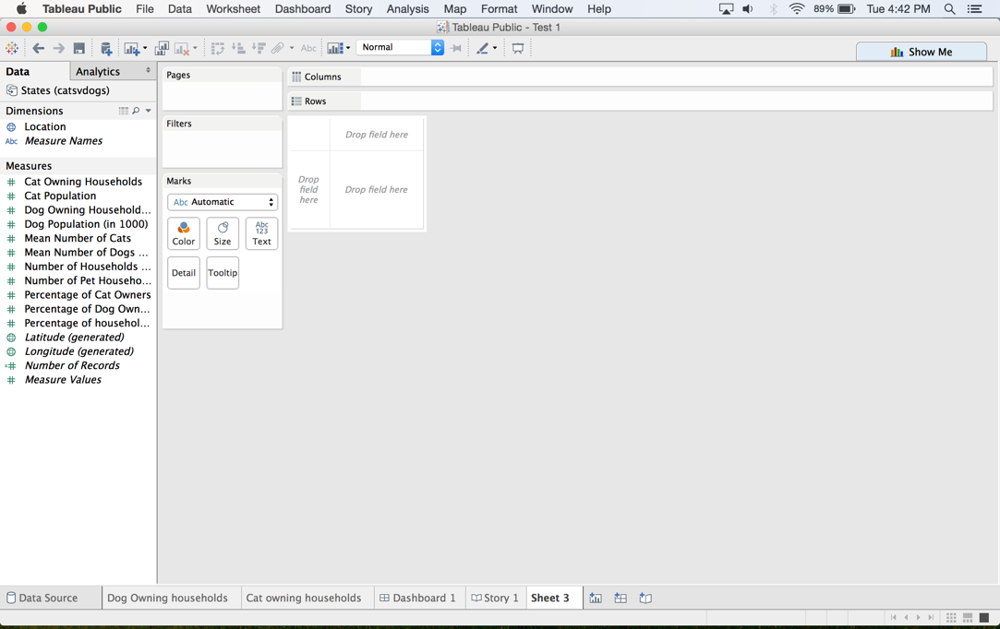 Tableau Public File Data Worksheet Dashboard Story Analysis Map Format Window Help 89% Tue 4:42 PM
Tableau Public - Test 1
Abc Normal Show Me
Data Analytics
States (catsvdogs)
Dimensions
Location
Abc Measure Names
Measures
Cat Owning Households
Cat Population
Dog Owning Household...
Dog Population (in 1000)
Mean Number of Cats
Mean Number of Dogs ...
Number of Households ...
Number of Pet Househo...
Percentage of Cat Owners
Percentage of Dog Own...
Percentage of househol...
Latitude (generated)
Longitude (generated)
Number of Records
Measure Values
Pages
Filters
Marks
Abc Automatic
Color
Size
Abc
123
Text
Detail
Tooltip
Columns
Rows
Drop field here
Drop
field
here
Drop field here
Data Source Dog Owning households Cat owning households Dashboard 1 Story 1 Sheet 3